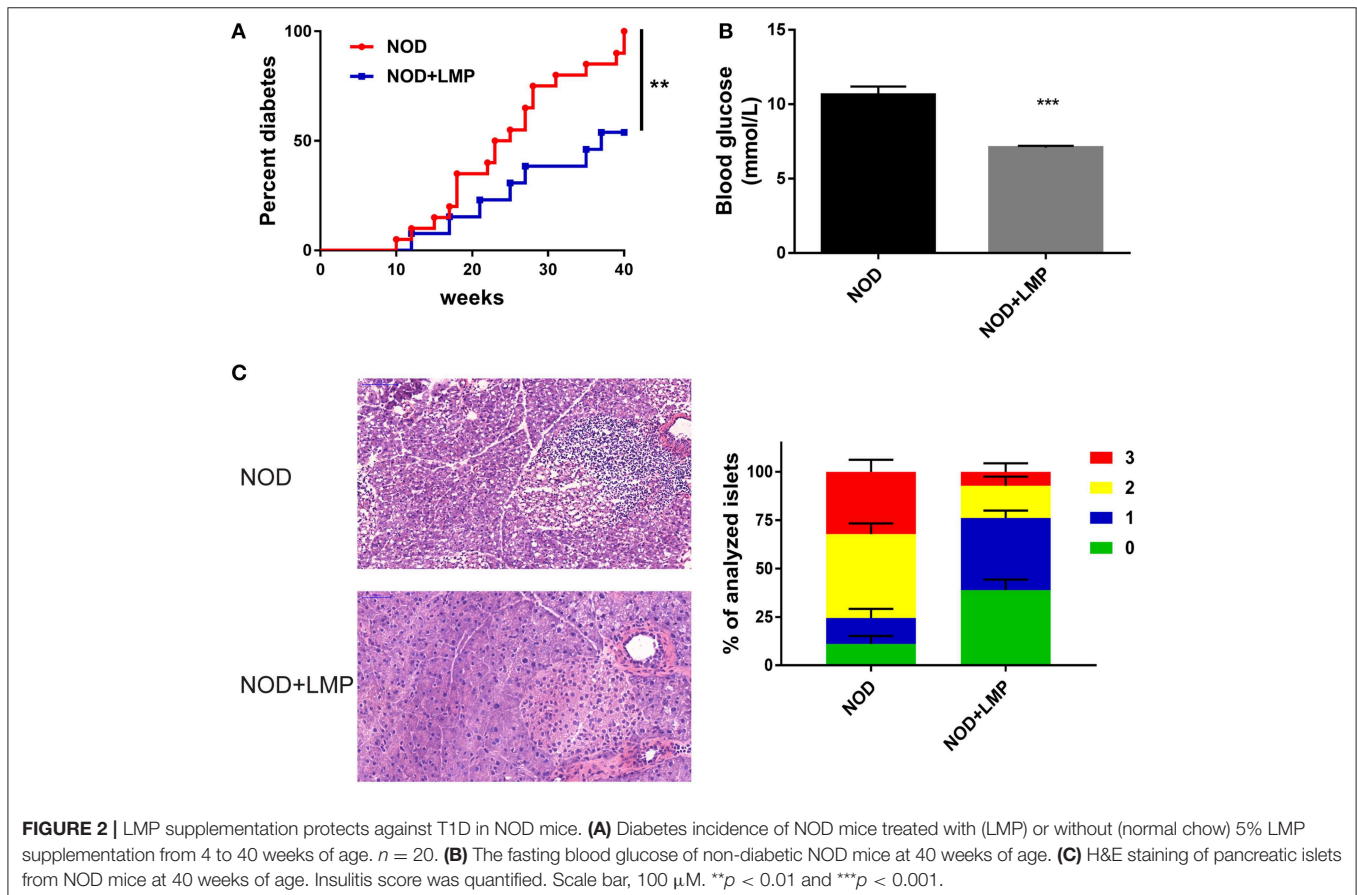 A
100
50
0
Percent diabetes
NOD
NOD+LMP
**
0 10 20 30 40
weeks
B
15
10
5
0
Blood glucose
(mmol/L)
***
NOD
NOD+LMP
C
NOD
NOD+LMP
100
75
50
25
0
% of analyzed islets
3
2
1
0
NOD
NOD+LMP
FIGURE 2 | LMP supplementation protects against T1D in NOD mice. (A) Diabetes incidence of NOD mice treated with (LMP) or without (normal chow) 5% LMP
supplementation from 4 to 40 weeks of age. n = 20. (B) The fasting blood glucose of non-diabetic NOD mice at 40 weeks of age. (C) H&E staining of pancreatic islets
from NOD mice at 40 weeks of age. Insulitis score was quantified. Scale bar, 100 μM. **p < 0.01 and ***p < 0.001.